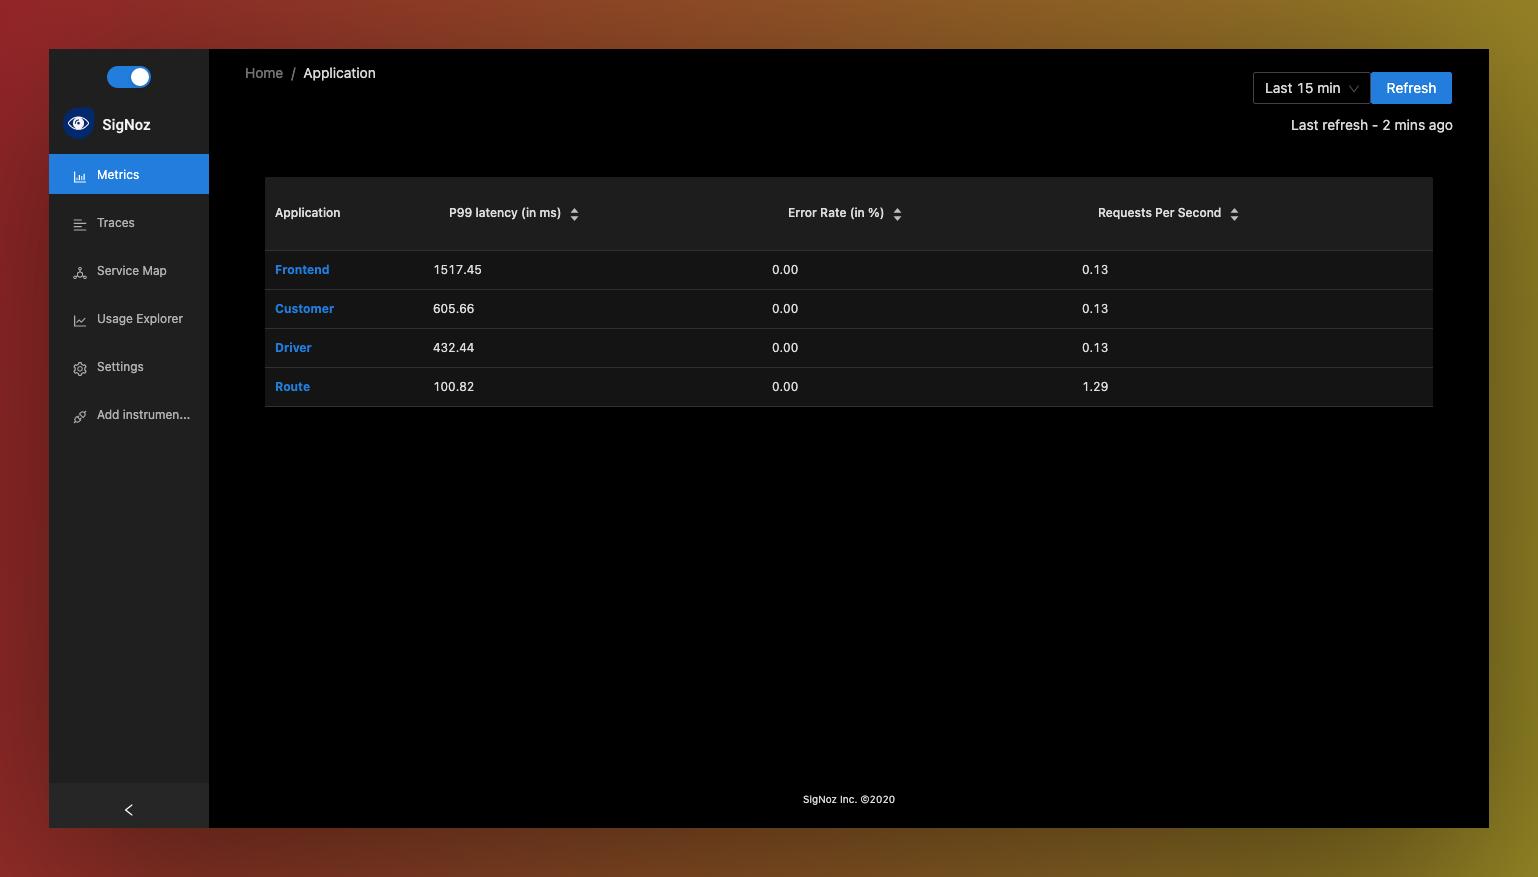 Home / Application
Last 15 min
Refresh
Last refresh - 2 mins ago
SigNoz
Metrics
Traces
Service Map
Usage Explorer
Settings
Add instrumen...
Application P99 latency (in ms) Error Rate (in %) Requests Per Second
Frontend 1517.45 0.00 0.13
Customer 605.66 0.00 0.13
Driver 432.44 0.00 0.13
Route 100.82 0.00 1.29
SigNoz Inc. ©2020